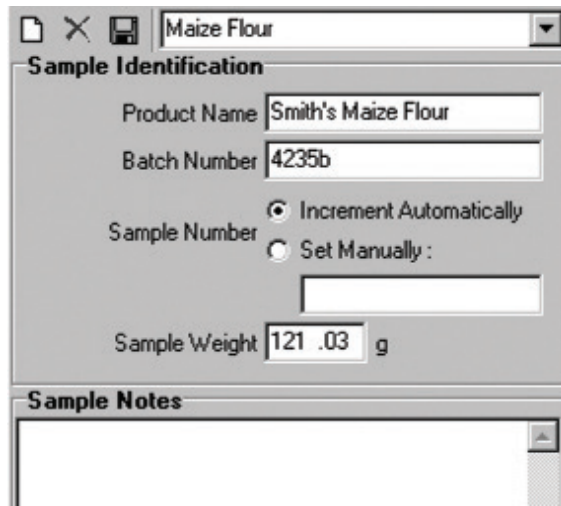 Maize Flour
Sample Identification
Product Name Smith's Maize Flour
Batch Number 4235b
Sample Number
Increment Automatically
Set Manually :
Sample Weight 121 .03 g
Sample Notes